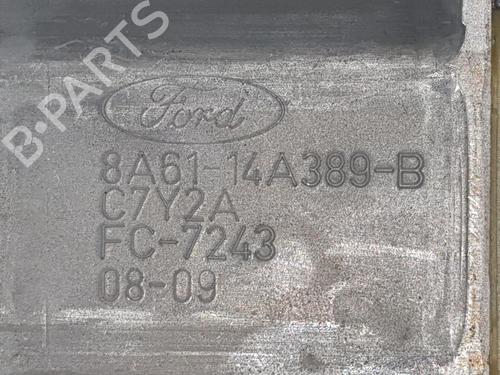 B-PARTS
Ford
8A61-14A389-B
C7Y2A
FC-7243
08-09